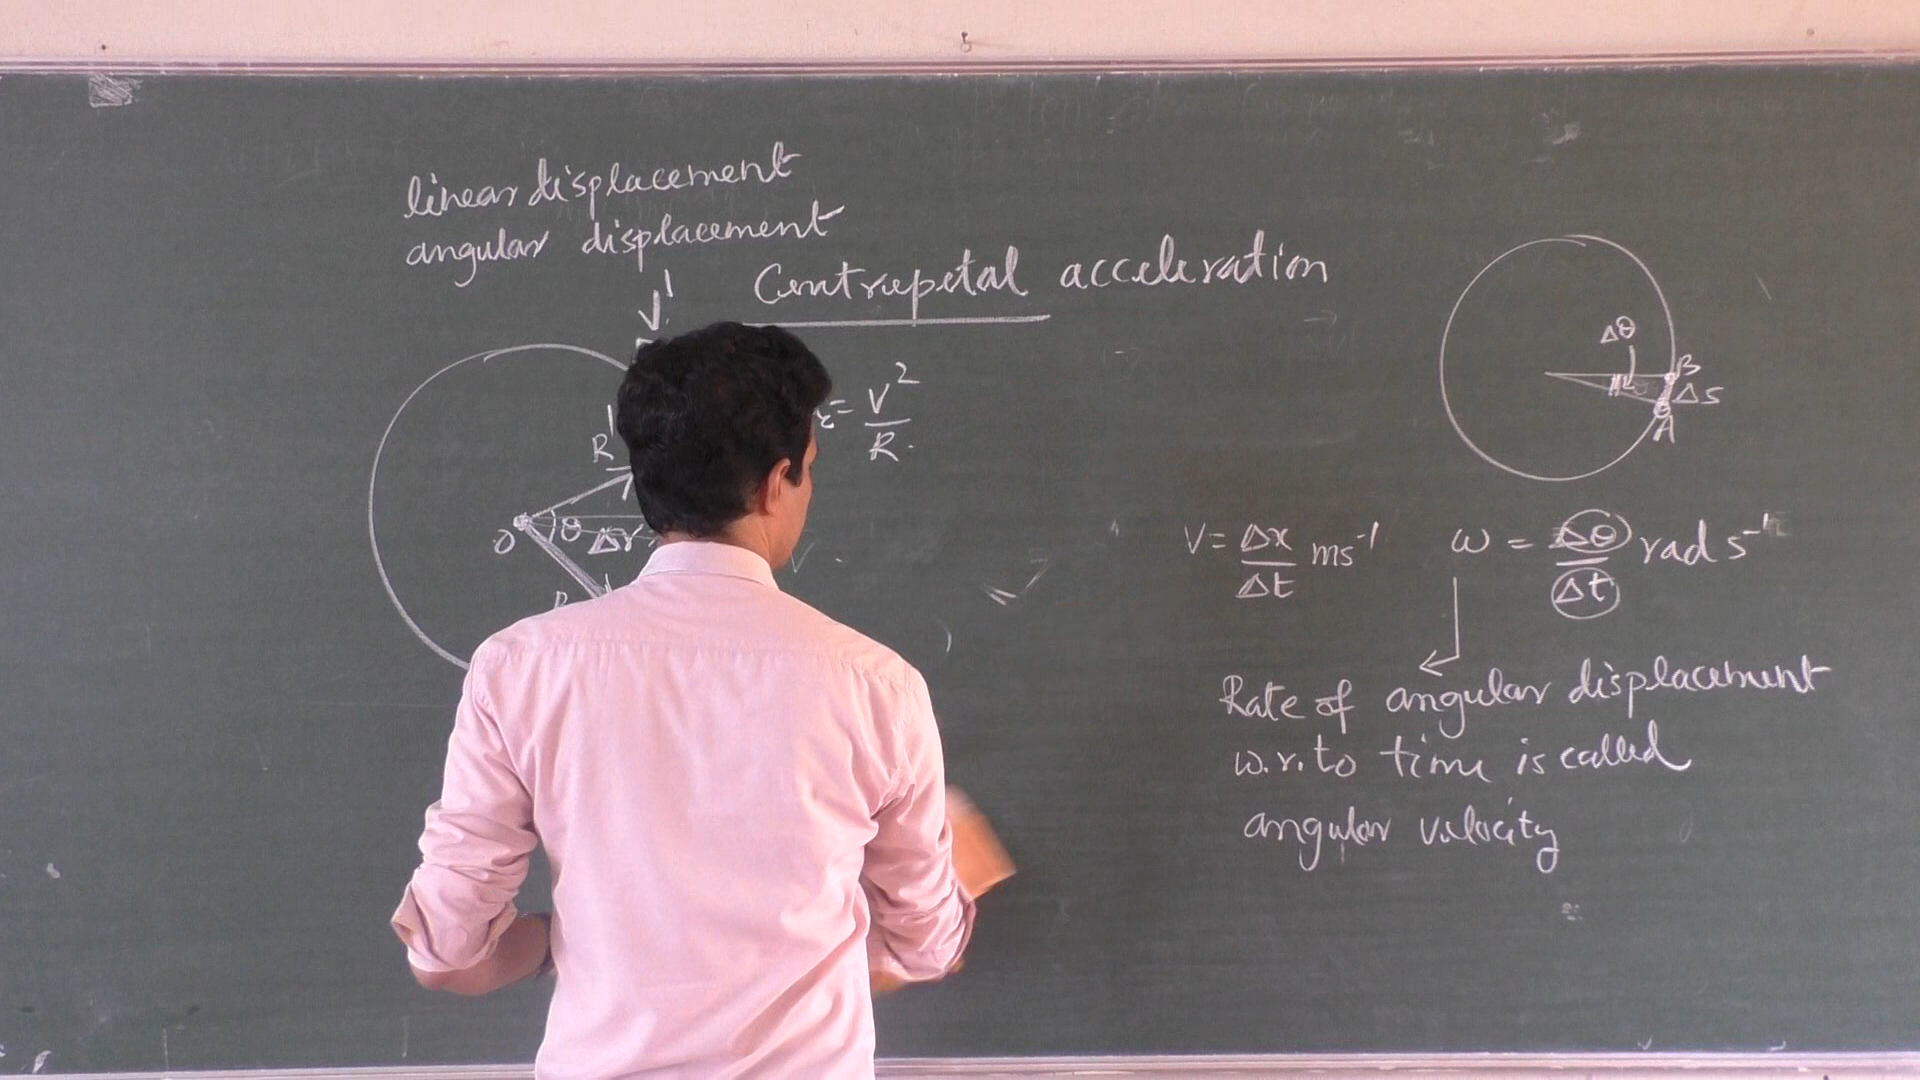 linear displacement
angular displacement
Centripetal acceleration
V'
= V²/R.
R'
O θ Δr
Δθ
B
ΔS
A
V = Δx/Δt ms⁻¹
ω = Δθ/Δt rad s⁻¹
Rate of angular displacement
w.r.to time is called
angular velocity